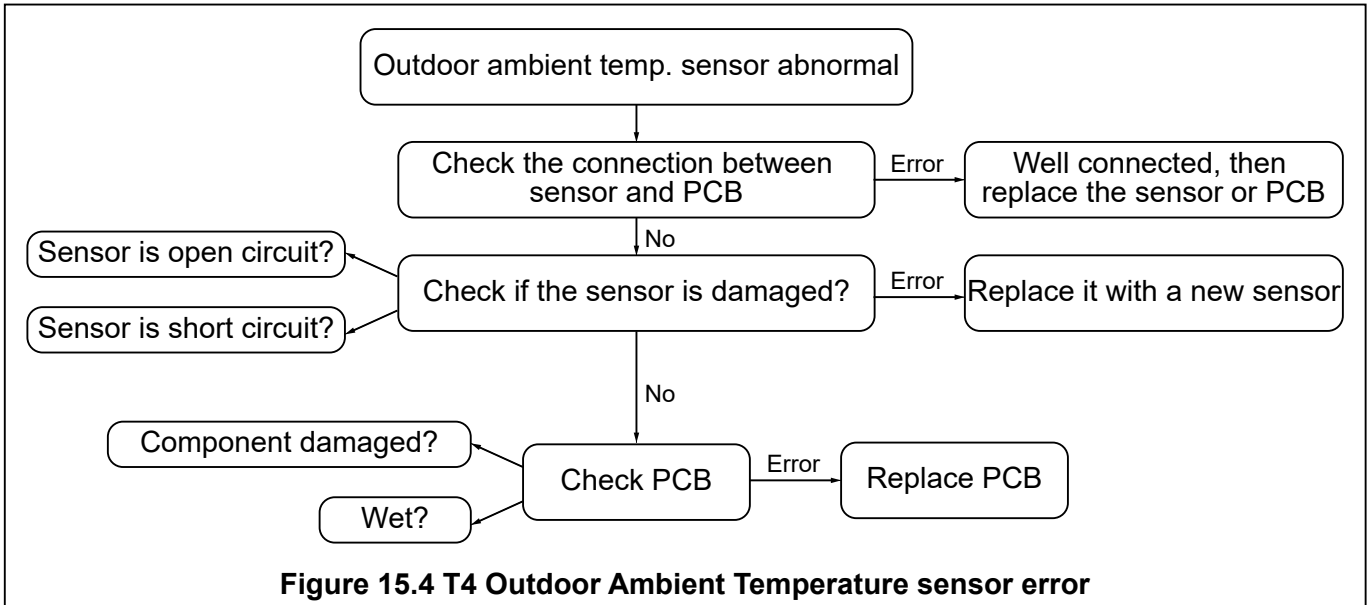 Outdoor ambient temp. sensor abnormal
Check the connection between
sensor and PCB
Error
Well connected, then
replace the sensor or PCB
No
Sensor is open circuit?
Sensor is short circuit?
Check if the sensor is damaged?
Error
Replace it with a new sensor
No
Component damaged?
Wet?
Check PCB
Error
Replace PCB
Figure 15.4 T4 Outdoor Ambient Temperature sensor error